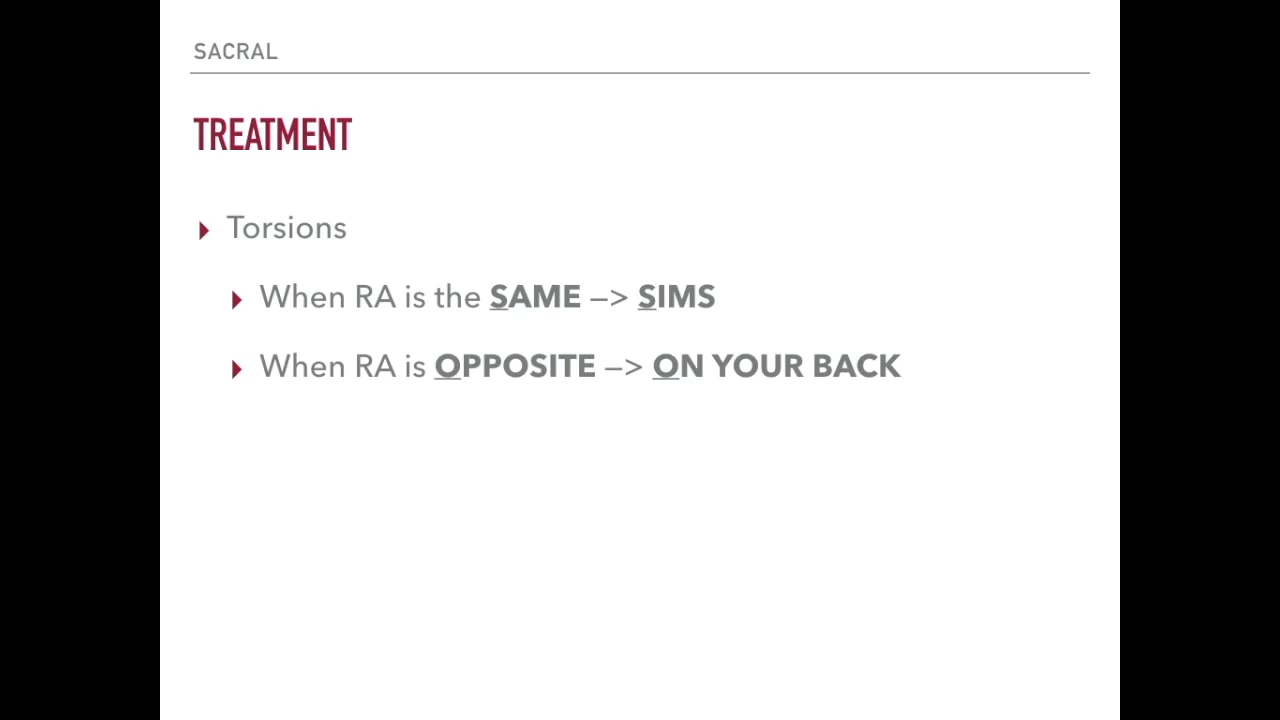 SACRAL
TREATMENT
Torsions
When RA is the SAME —> SIMS
When RA is OPPOSITE —> ON YOUR BACK